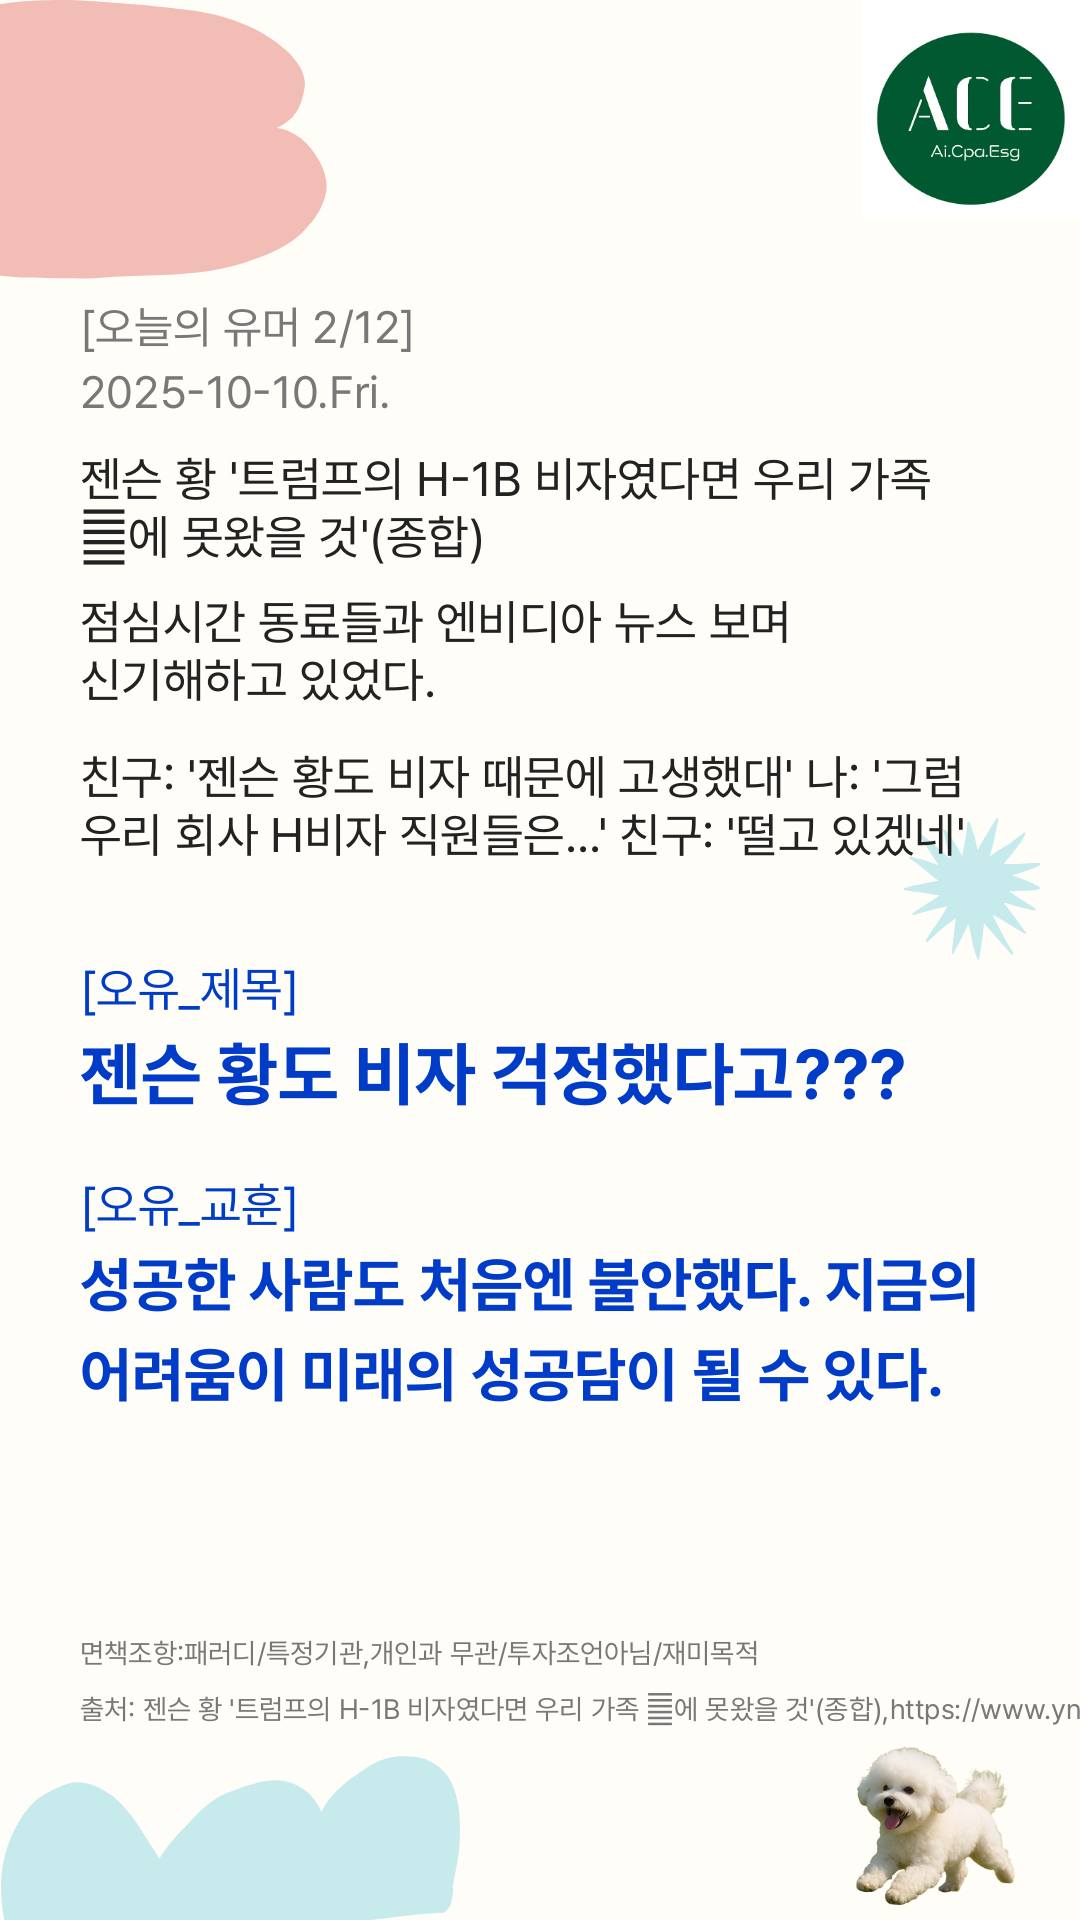 ACE
Ai.Cpa.Esg
[오늘의 유머 2/12]
2025-10-10.Fri.
젠슨 황 '트럼프의 H-1B 비자였다면 우리 가족
에 못왔을 것'(종합)
점심시간 동료들과 엔비디아 뉴스 보며
신기해하고 있었다.
친구: '젠슨 황도 비자 때문에 고생했대' 나: '그럼
우리 회사 H비자 직원들은...' 친구: '떨고 있겠네'
[오유_제목]
젠슨 황도 비자 걱정했다고???
[오유_교훈]
성공한 사람도 처음엔 불안했다. 지금의
어려움이 미래의 성공담이 될 수 있다.
면책조항:패러디/특정기관,개인과 무관/투자조언아님/재미목적
출처: 젠슨 황 '트럼프의 H-1B 비자였다면 우리 가족 에 못왔을 것'(종합),https://www.yn